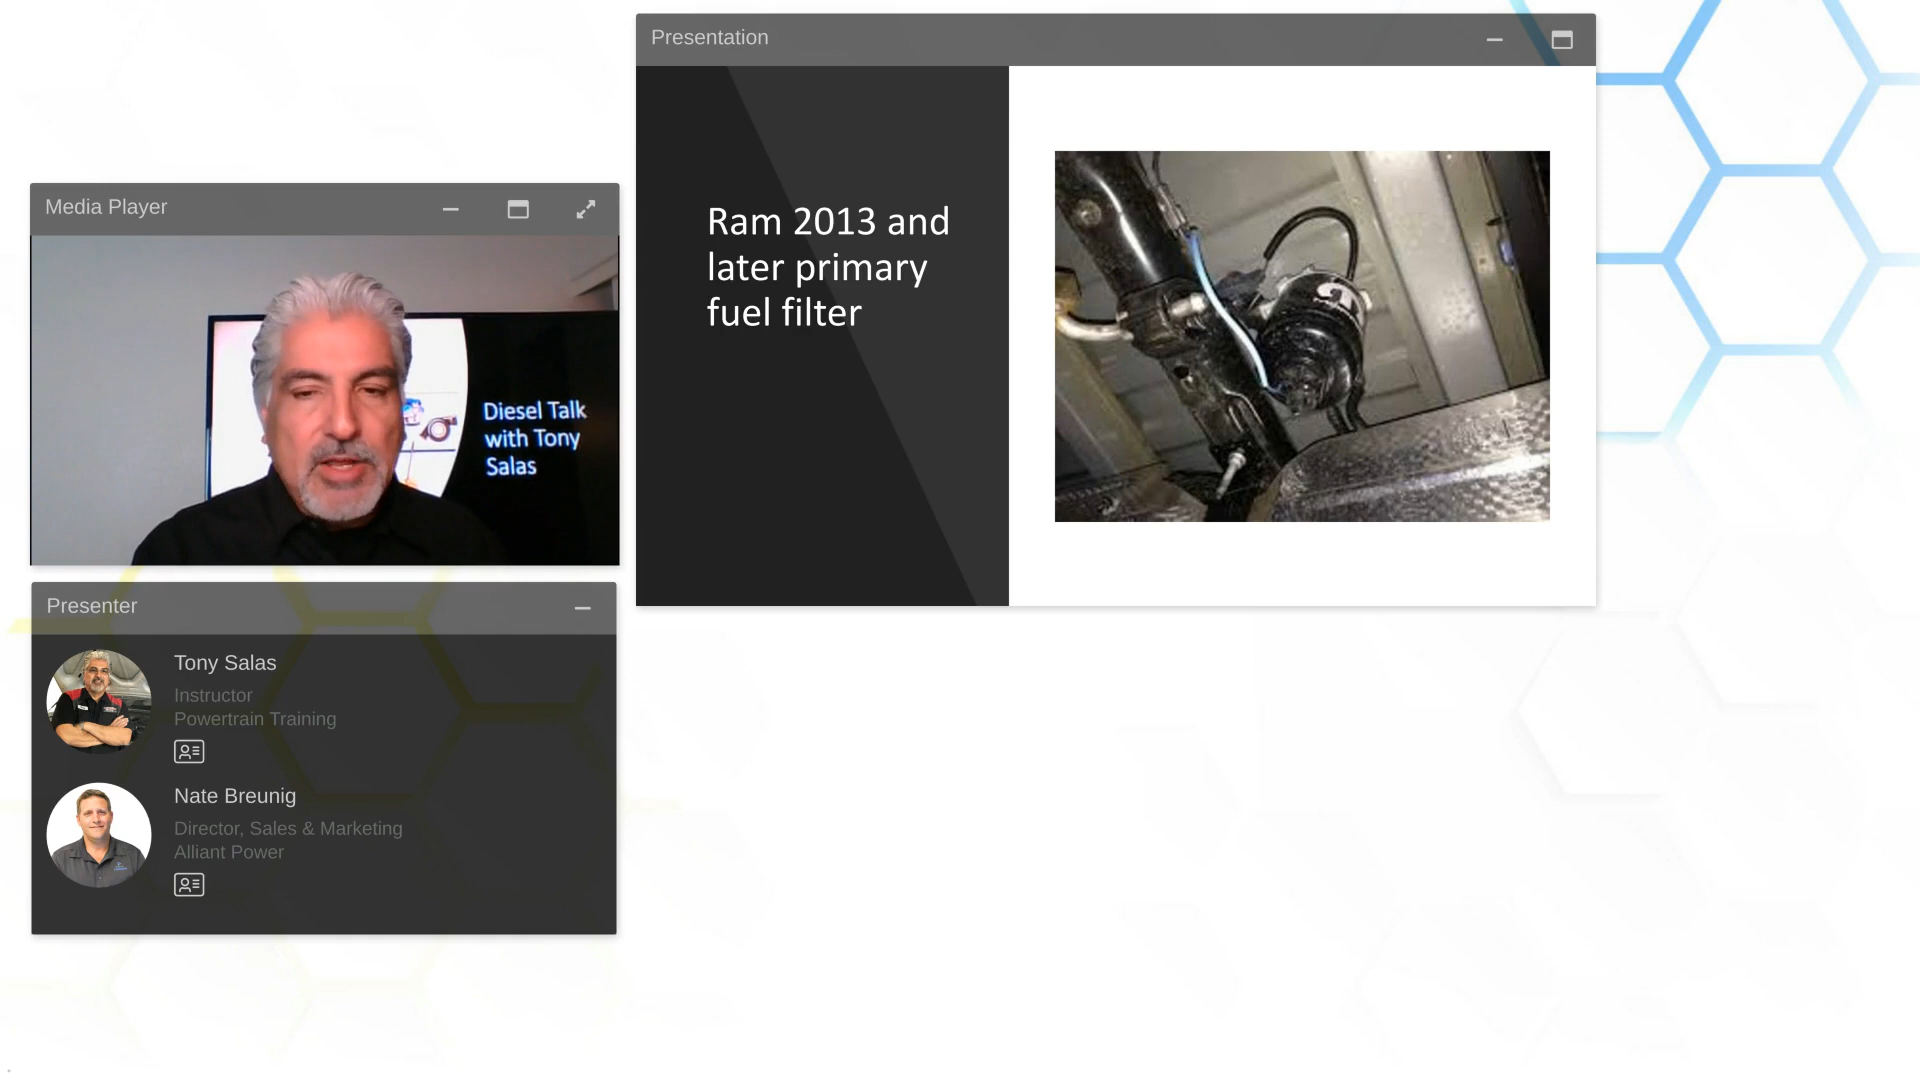 Presentation
Ram 2013 and
later primary
fuel filter
Media Player
Diesel Talk
with Tony
Salas
Presenter
Tony Salas
Instructor
Powertrain Training
Nate Breunig
Director, Sales & Marketing
Alliant Power